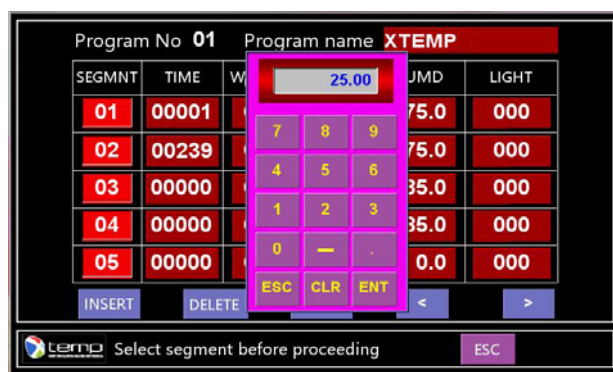 Program No 01 Program name XTEMP
SEGMNT TIME W UMD LIGHT
25.00
01 00001 75.0 000
02 00239 75.0 000
03 00000 35.0 000
04 00000 35.0 000
05 00000 0.0 000
7 8 9
4 5 6
1 2 3
0 - .
ESC CLR ENT
INSERT DELETE < >
temp Select segment before proceeding ESC